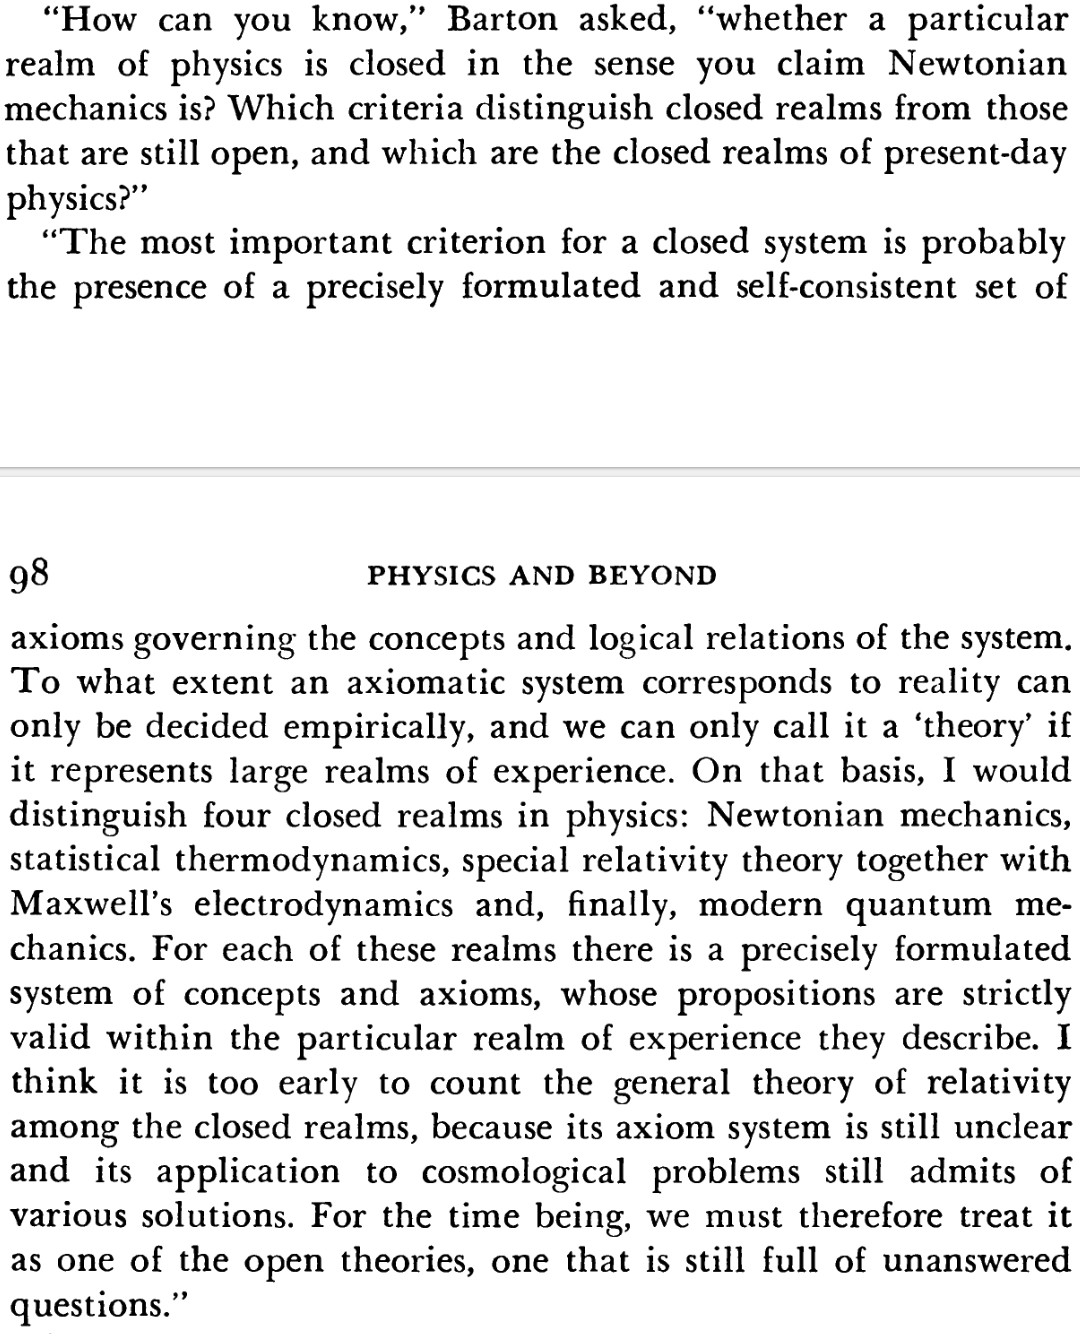 “How can you know,” Barton asked, “whether a particular
realm of physics is closed in the sense you claim Newtonian
mechanics is? Which criteria distinguish closed realms from those
that are still open, and which are the closed realms of present-day
physics?”
“The most important criterion for a closed system is probably
the presence of a precisely formulated and self-consistent set of
98 PHYSICS AND BEYOND
axioms governing the concepts and logical relations of the system.
To what extent an axiomatic system corresponds to reality can
only be decided empirically, and we can only call it a ‘theory’ if
it represents large realms of experience. On that basis, I would
distinguish four closed realms in physics: Newtonian mechanics,
statistical thermodynamics, special relativity theory together with
Maxwell’s electrodynamics and, finally, modern quantum me-
chanics. For each of these realms there is a precisely formulated
system of concepts and axioms, whose propositions are strictly
valid within the particular realm of experience they describe. I
think it is too early to count the general theory of relativity
among the closed realms, because its axiom system is still unclear
and its application to cosmological problems still admits of
various solutions. For the time being, we must therefore treat it
as one of the open theories, one that is still full of unanswered
questions.”